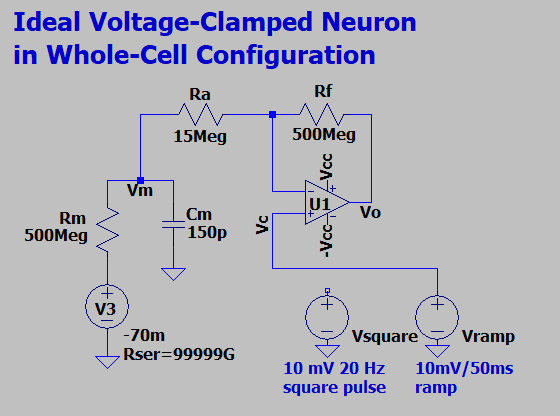 Ideal Voltage-Clamped Neuron
in Whole-Cell Configuration
Ra
15Meg
Rf
500Meg
Vcc
U1
-Vcc
Vo
Vc
Vm
Rm
500Meg
Cm
150p
V3
-70m
Rser=99999G
Vsquare
10 mV 20 Hz
square pulse
Vramp
10mV/50ms
ramp